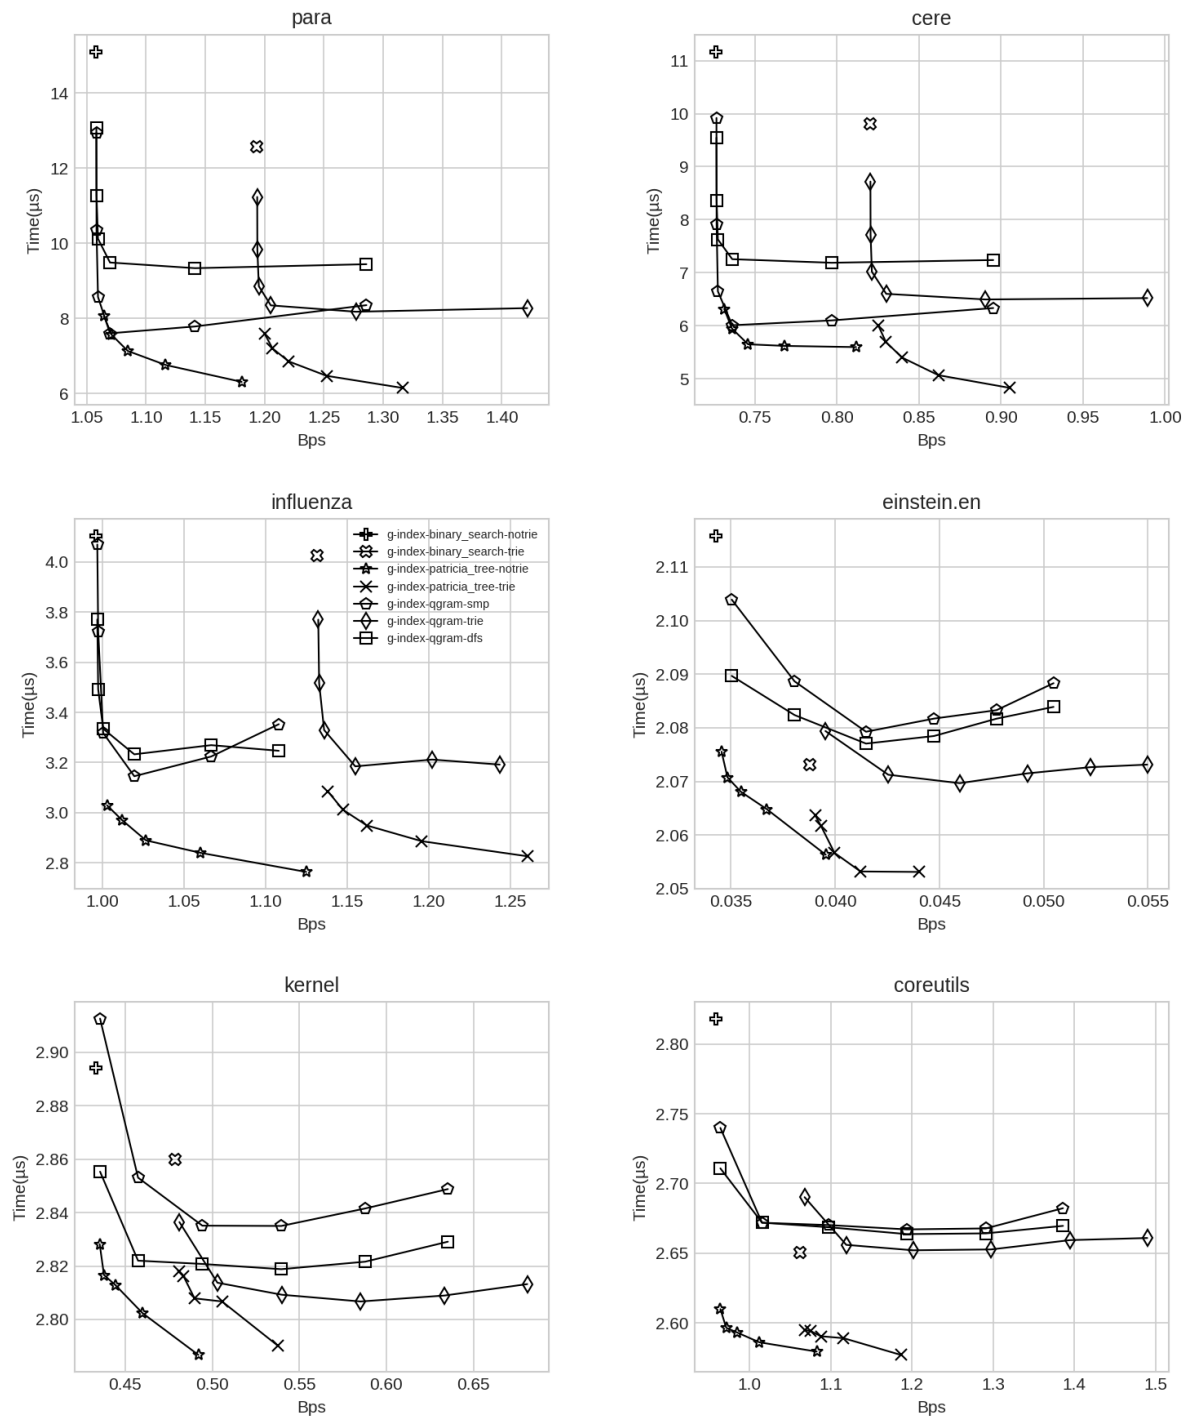 para
14
12
10
8
6
Time(µs)
1.05 1.10 1.15 1.20 1.25 1.30 1.35 1.40
Bps
cere
11
10
9
8
7
6
5
Time(µs)
0.75 0.80 0.85 0.90 0.95 1.00
Bps
influenza
4.0
3.8
3.6
3.4
3.2
3.0
2.8
Time(µs)
g-index-binary_search-notrie
g-index-binary_search-trie
g-index-patricia_tree-notrie
g-index-patricia_tree-trie
g-index-qgram-smp
g-index-qgram-trie
g-index-qgram-dfs
1.00 1.05 1.10 1.15 1.20 1.25
Bps
einstein.en
2.11
2.10
2.09
2.08
2.07
2.06
2.05
Time(µs)
0.035 0.040 0.045 0.050 0.055
Bps
kernel
2.90
2.88
2.86
2.84
2.82
2.80
Time(µs)
0.45 0.50 0.55 0.60 0.65
Bps
coreutils
2.80
2.75
2.70
2.65
2.60
Time(µs)
1.0 1.1 1.2 1.3 1.4 1.5
Bps